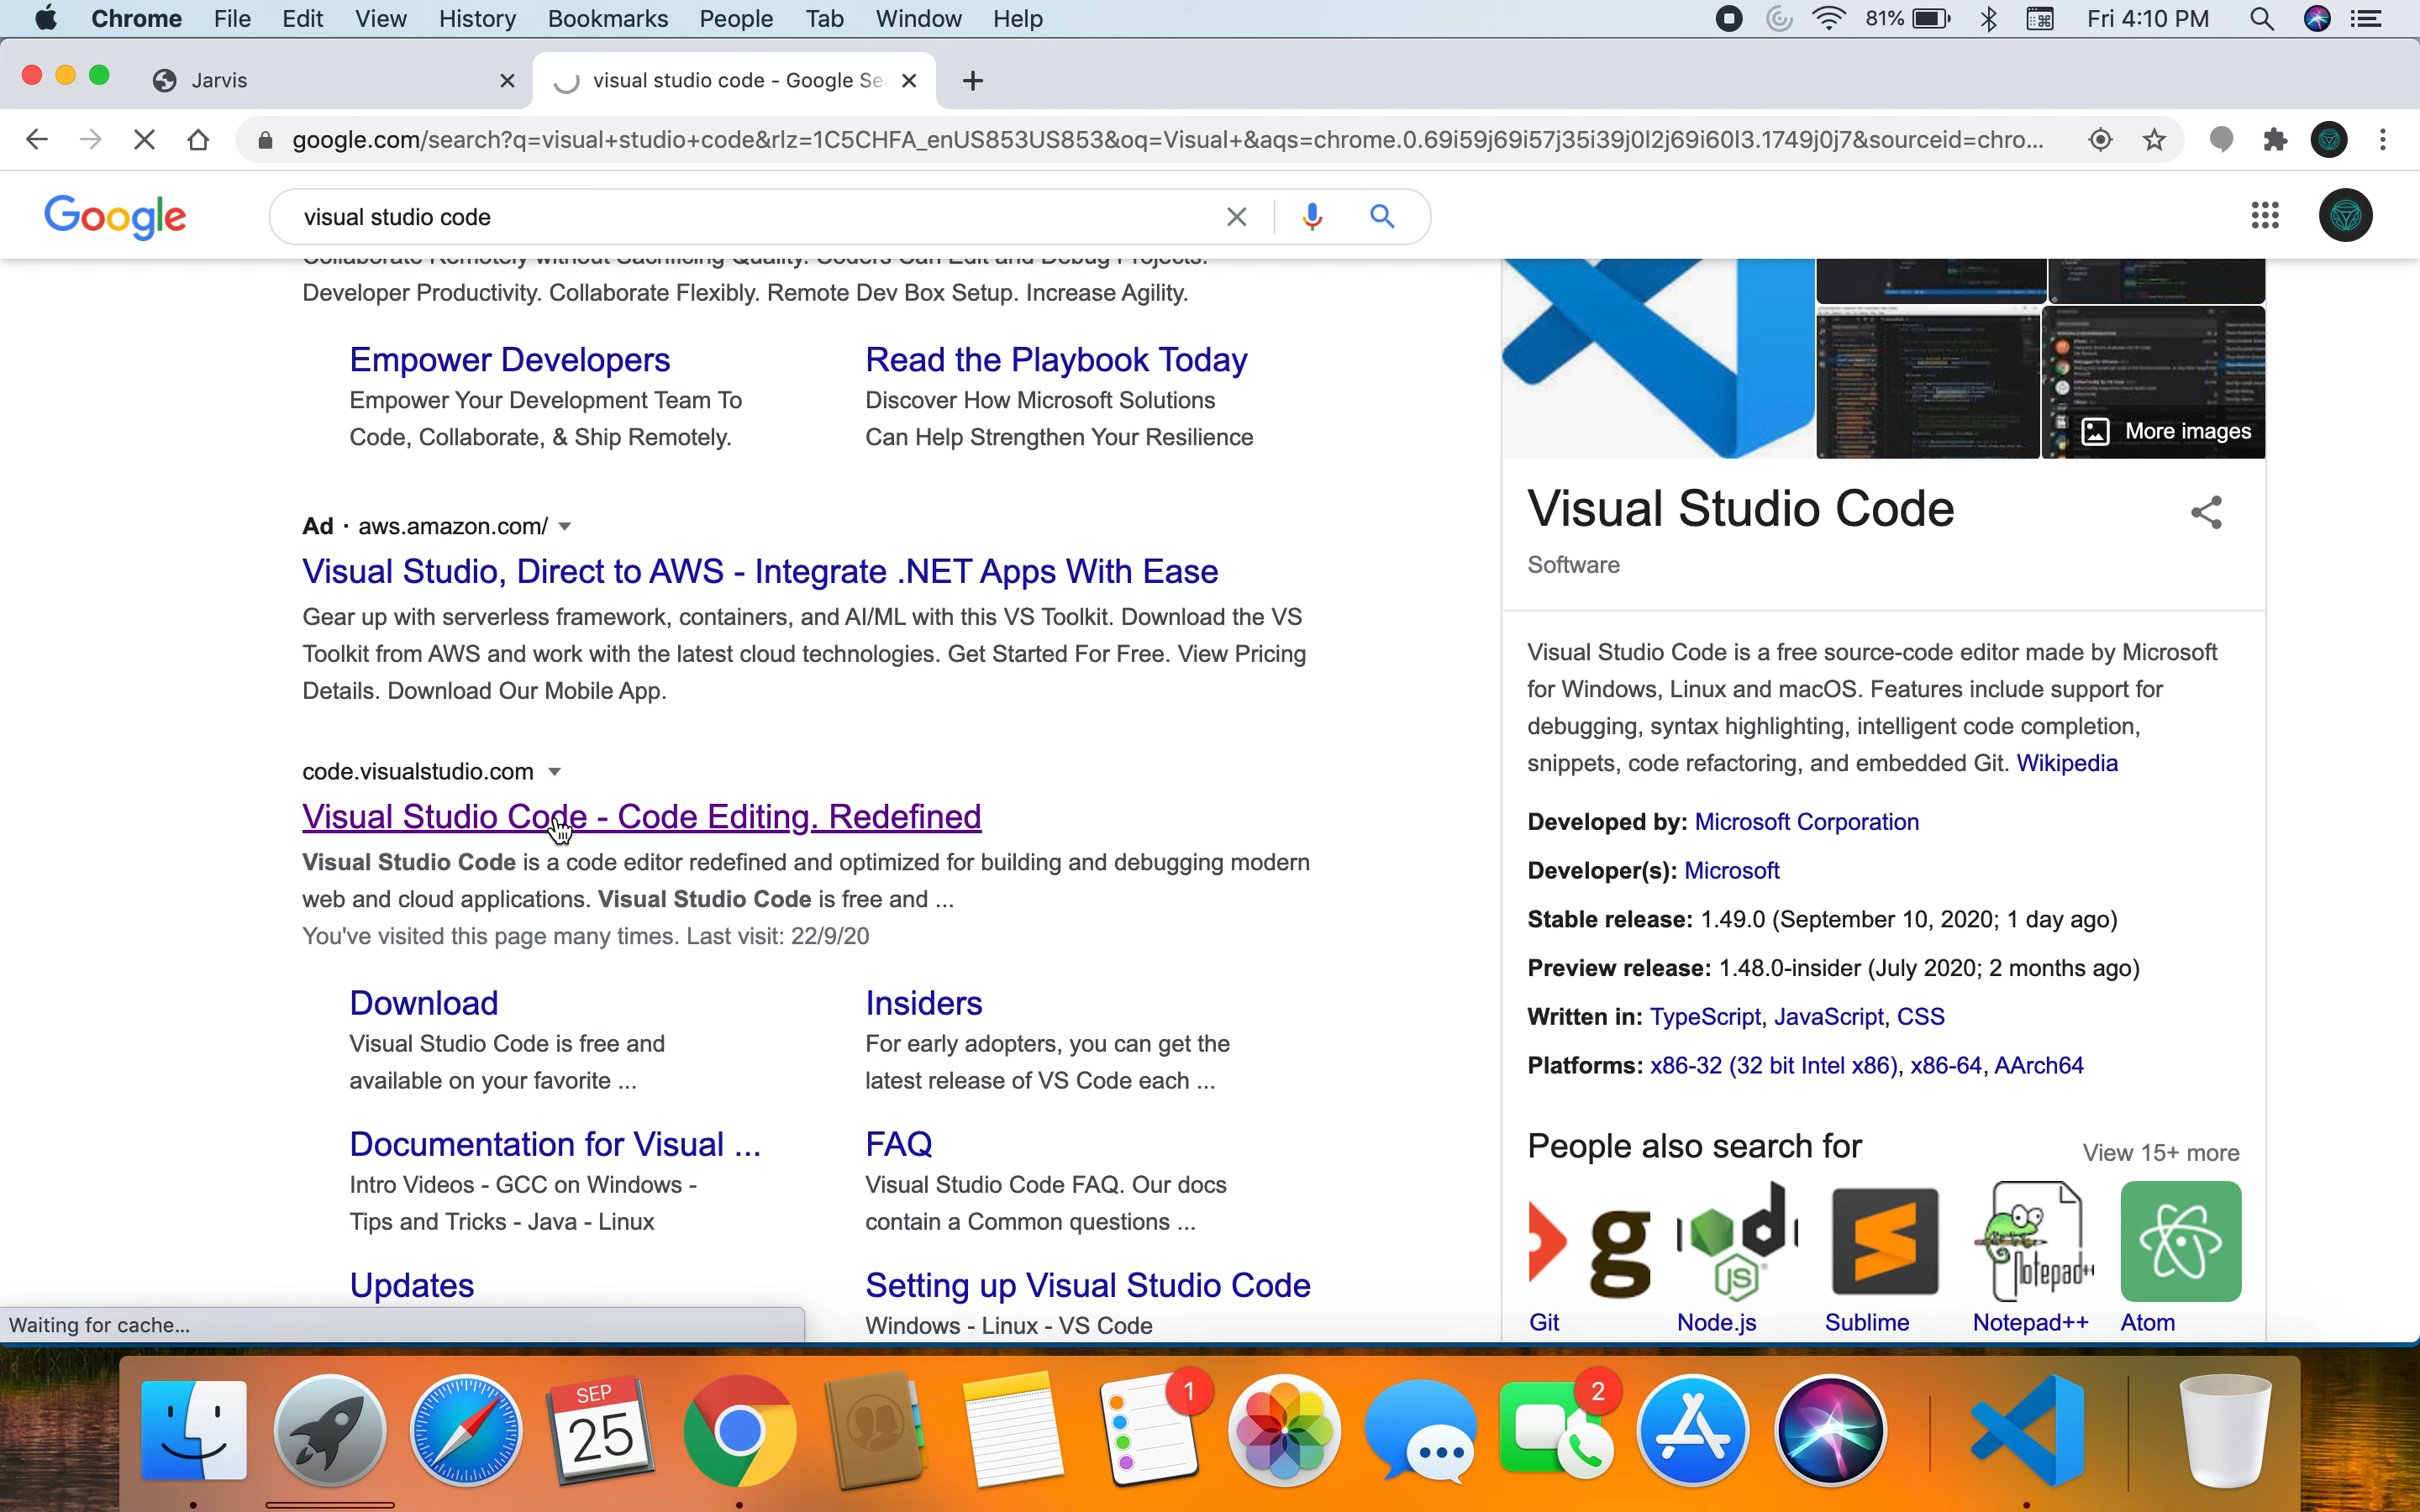 Chrome File Edit View History Bookmarks People Tab Window Help 81% Fri 4:10 PM
Jarvis
visual studio code - Google Se
google.com/search?q=visual+studio+code&rlz=1C5CHFA_enUS853US853&oq=Visual+&aqs=chrome.0.69i59j69i57j35i39j0l2j69i60l3.1749j0j7&sourceid=chro...
Google
visual studio code
Collaborate Remotely Without Sacrificing Quality. Coders Can Edit and Debug Projects.
Developer Productivity. Collaborate Flexibly. Remote Dev Box Setup. Increase Agility.
Empower Developers
Empower Your Development Team To
Code, Collaborate, & Ship Remotely.
Read the Playbook Today
Discover How Microsoft Solutions
Can Help Strengthen Your Resilience
Ad · aws.amazon.com/
Visual Studio, Direct to AWS - Integrate .NET Apps With Ease
Gear up with serverless framework, containers, and AI/ML with this VS Toolkit. Download the VS
Toolkit from AWS and work with the latest cloud technologies. Get Started For Free. View Pricing
Details. Download Our Mobile App.
code.visualstudio.com
Visual Studio Code - Code Editing. Redefined
Visual Studio Code is a code editor redefined and optimized for building and debugging modern
web and cloud applications. Visual Studio Code is free and ...
You've visited this page many times. Last visit: 22/9/20
Download
Visual Studio Code is free and
available on your favorite ...
Insiders
For early adopters, you can get the
latest release of VS Code each ...
Documentation for Visual ...
Intro Videos - GCC on Windows -
Tips and Tricks - Java - Linux
FAQ
Visual Studio Code FAQ. Our docs
contain a Common questions ...
Updates
Setting up Visual Studio Code
Windows - Linux - VS Code
Waiting for cache...
More images
Visual Studio Code
Software
Visual Studio Code is a free source-code editor made by Microsoft
for Windows, Linux and macOS. Features include support for
debugging, syntax highlighting, intelligent code completion,
snippets, code refactoring, and embedded Git. Wikipedia
Developed by: Microsoft Corporation
Developer(s): Microsoft
Stable release: 1.49.0 (September 10, 2020; 1 day ago)
Preview release: 1.48.0-insider (July 2020; 2 months ago)
Written in: TypeScript, JavaScript, CSS
Platforms: x86-32 (32 bit Intel x86), x86-64, AArch64
People also search for
View 15+ more
Git
Node.js
Sublime
Notepad++
Atom
SEP
25
1
2